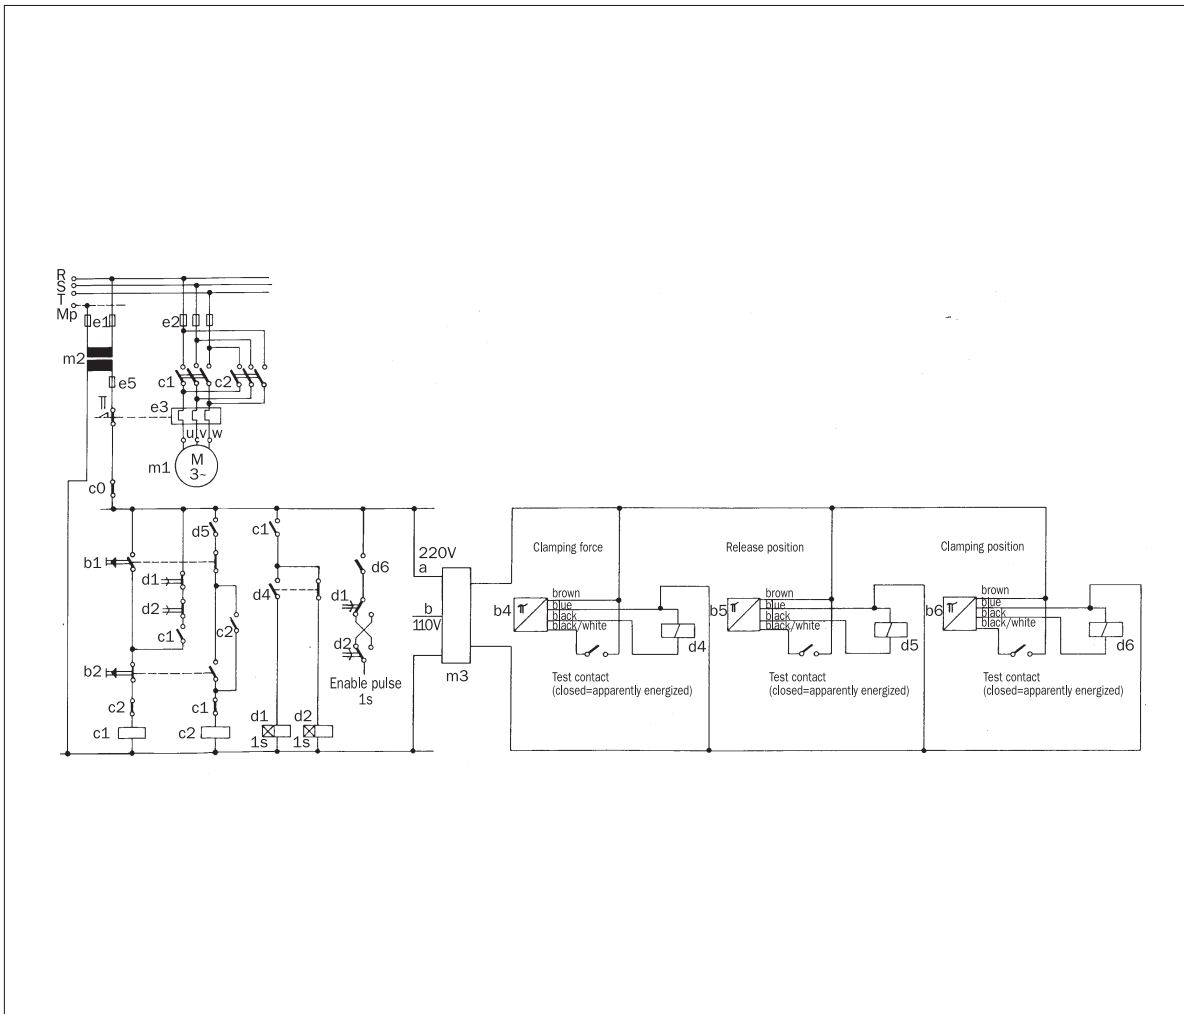 R
S
T
Mp
e1
e2
m2
e5
c1
c2
π
e3
u v w
m1
M
3~
c0
b1
d1
d2
c1
b2
c2
c1
d5
c2
c1
c2
c1
d4
d1
1s
d2
1s
d6
d1
d2
Enable pulse
1s
220V
a
b
110V
m3
Clamping force
b4
π
brown
blue
black
black/white
d4
Test contact
(closed=apparently energized)
Release position
b5
π
brown
blue
black
black/white
d5
Test contact
(closed=apparently energized)
Clamping position
b6
π
brown
blue
black
black/white
d6
Test contact
(closed=apparently energized)